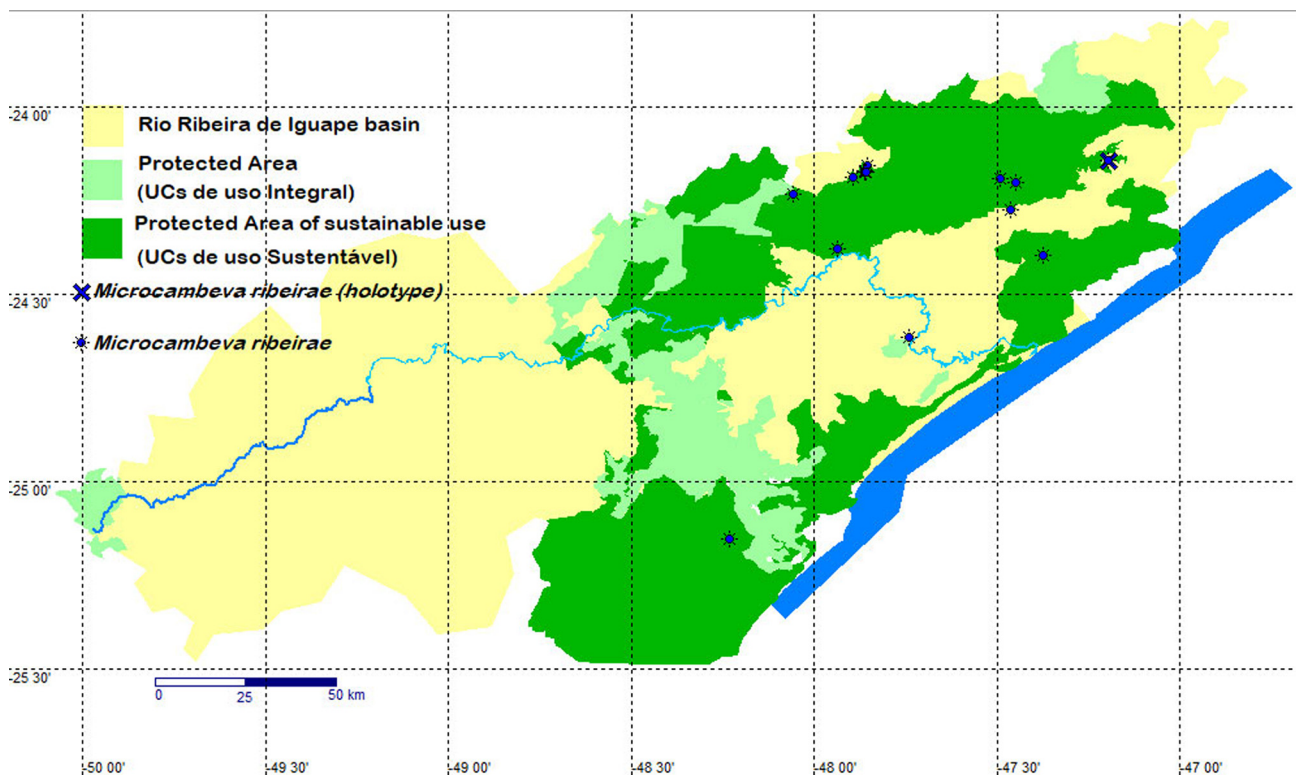 -24 00'
Rio Ribeira de Iguape basin
Protected Area
(UCs de uso Integral)
Protected Area of sustainable use
(UCs de uso Sustentável)
-24 30'
Microcambeva ribeirae (holotype)
Microcambeva ribeirae
-25 00'
-25 30'
0 25 50 km
-50 00' -49 30' -49 00' -48 30' -48 00' -47 30' -47 00'